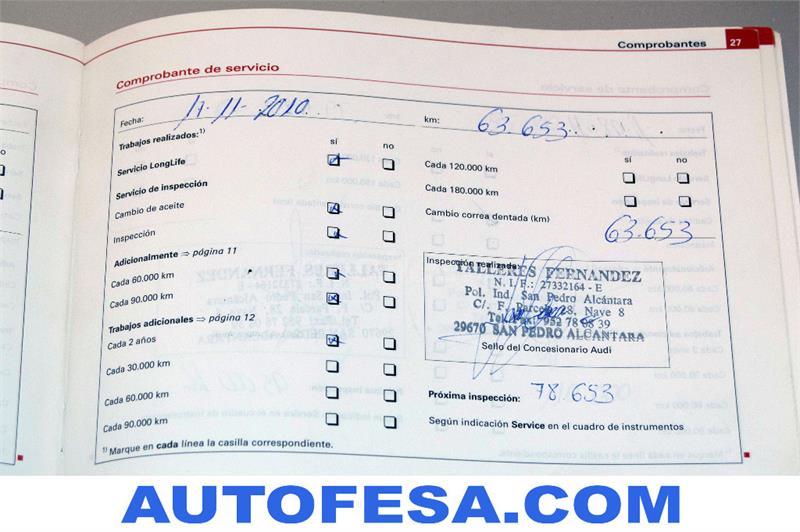 Comprobantes 27
Comprobante de servicio
Fecha: 17-11-2010 km: 63.653
Trabajos realizados:1)
sí no
Servicio LongLife
Servicio de inspección
Cambio de aceite
Inspección
Adicionalmente ⇒ página 11
Cada 60.000 km
Cada 90.000 km
Trabajos adicionales ⇒ página 12
Cada 2 años
Cada 30.000 km
Cada 60.000 km
Cada 90.000 km
1) Marque en cada línea la casilla correspondiente.
sí no
Cada 120.000 km
Cada 180.000 km
Cambio correa dentada (km)
63.653
Inspección realizada:
TALLERES FERNANDEZ
N. I. F.: 27332164 - E
Pol. Ind. San Pedro Alcántara
C/. F, Parcela 28, Nave 8
952 78 39
29670 SAN PEDRO ALCANTARA
Sello del Concesionario Audi
Próxima inspección: 78.653
Según indicación Service en el cuadro de instrumentos
AUTOFESA.COM